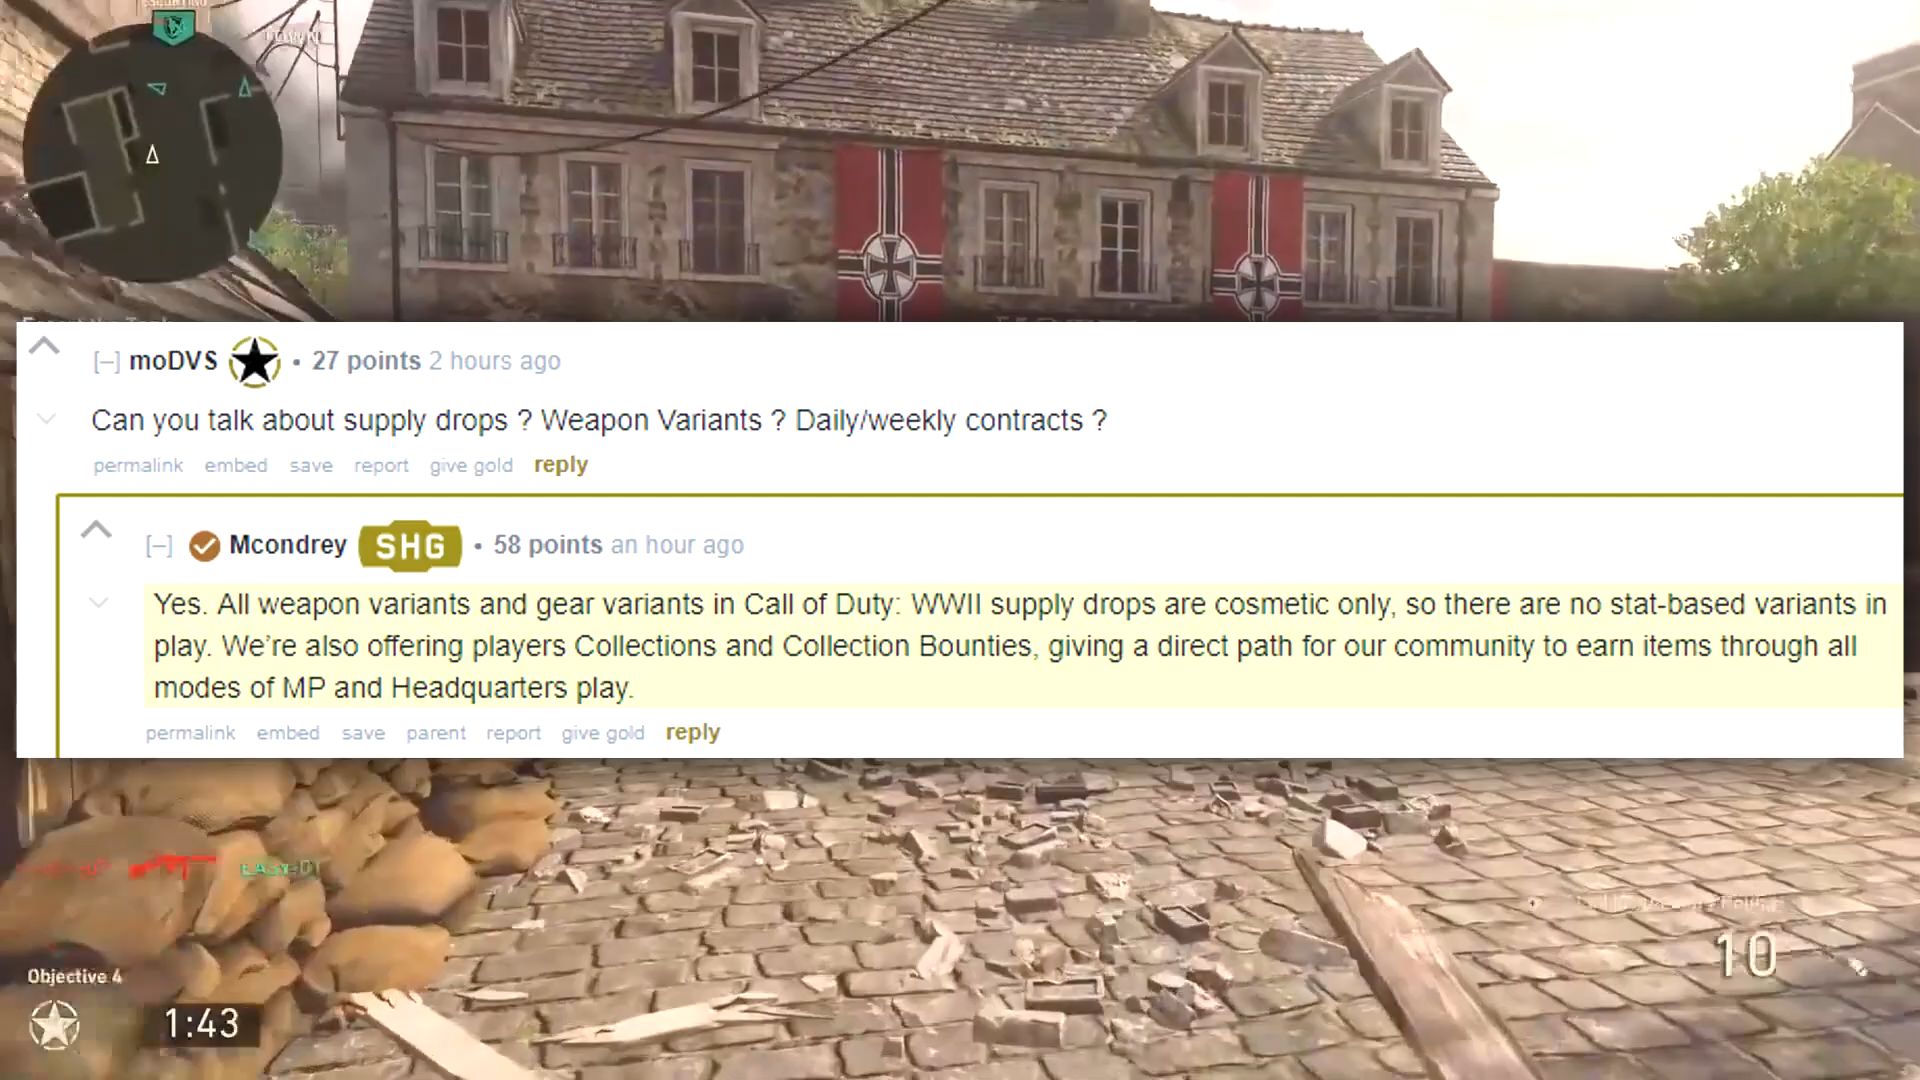 [–] moDVS • 27 points 2 hours ago
Can you talk about supply drops ? Weapon Variants ? Daily/weekly contracts ?
permalink embed save report give gold reply
[–] Mcondrey SHG • 58 points an hour ago
Yes. All weapon variants and gear variants in Call of Duty: WWII supply drops are cosmetic only, so there are no stat-based variants in
play. We're also offering players Collections and Collection Bounties, giving a direct path for our community to earn items through all
modes of MP and Headquarters play.
permalink embed save parent report give gold reply
Objective 4
10
1:43